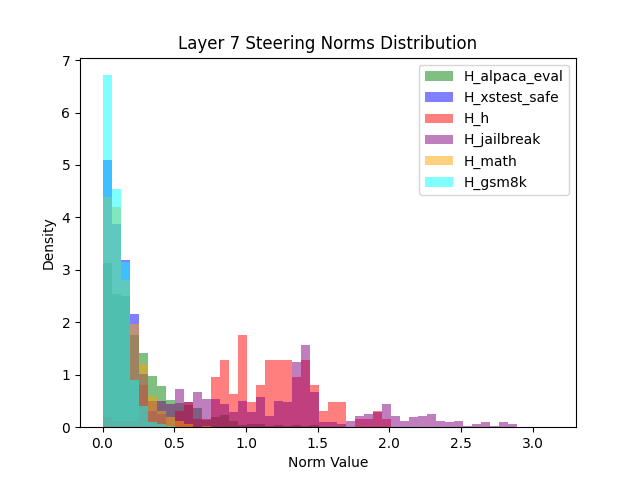 Layer 7 Steering Norms Distribution
7
6
5
4
3
2
1
0
Density
H_alpaca_eval
H_xstest_safe
H_h
H_jailbreak
H_math
H_gsm8k
0.0 0.5 1.0 1.5 2.0 2.5 3.0
Norm Value